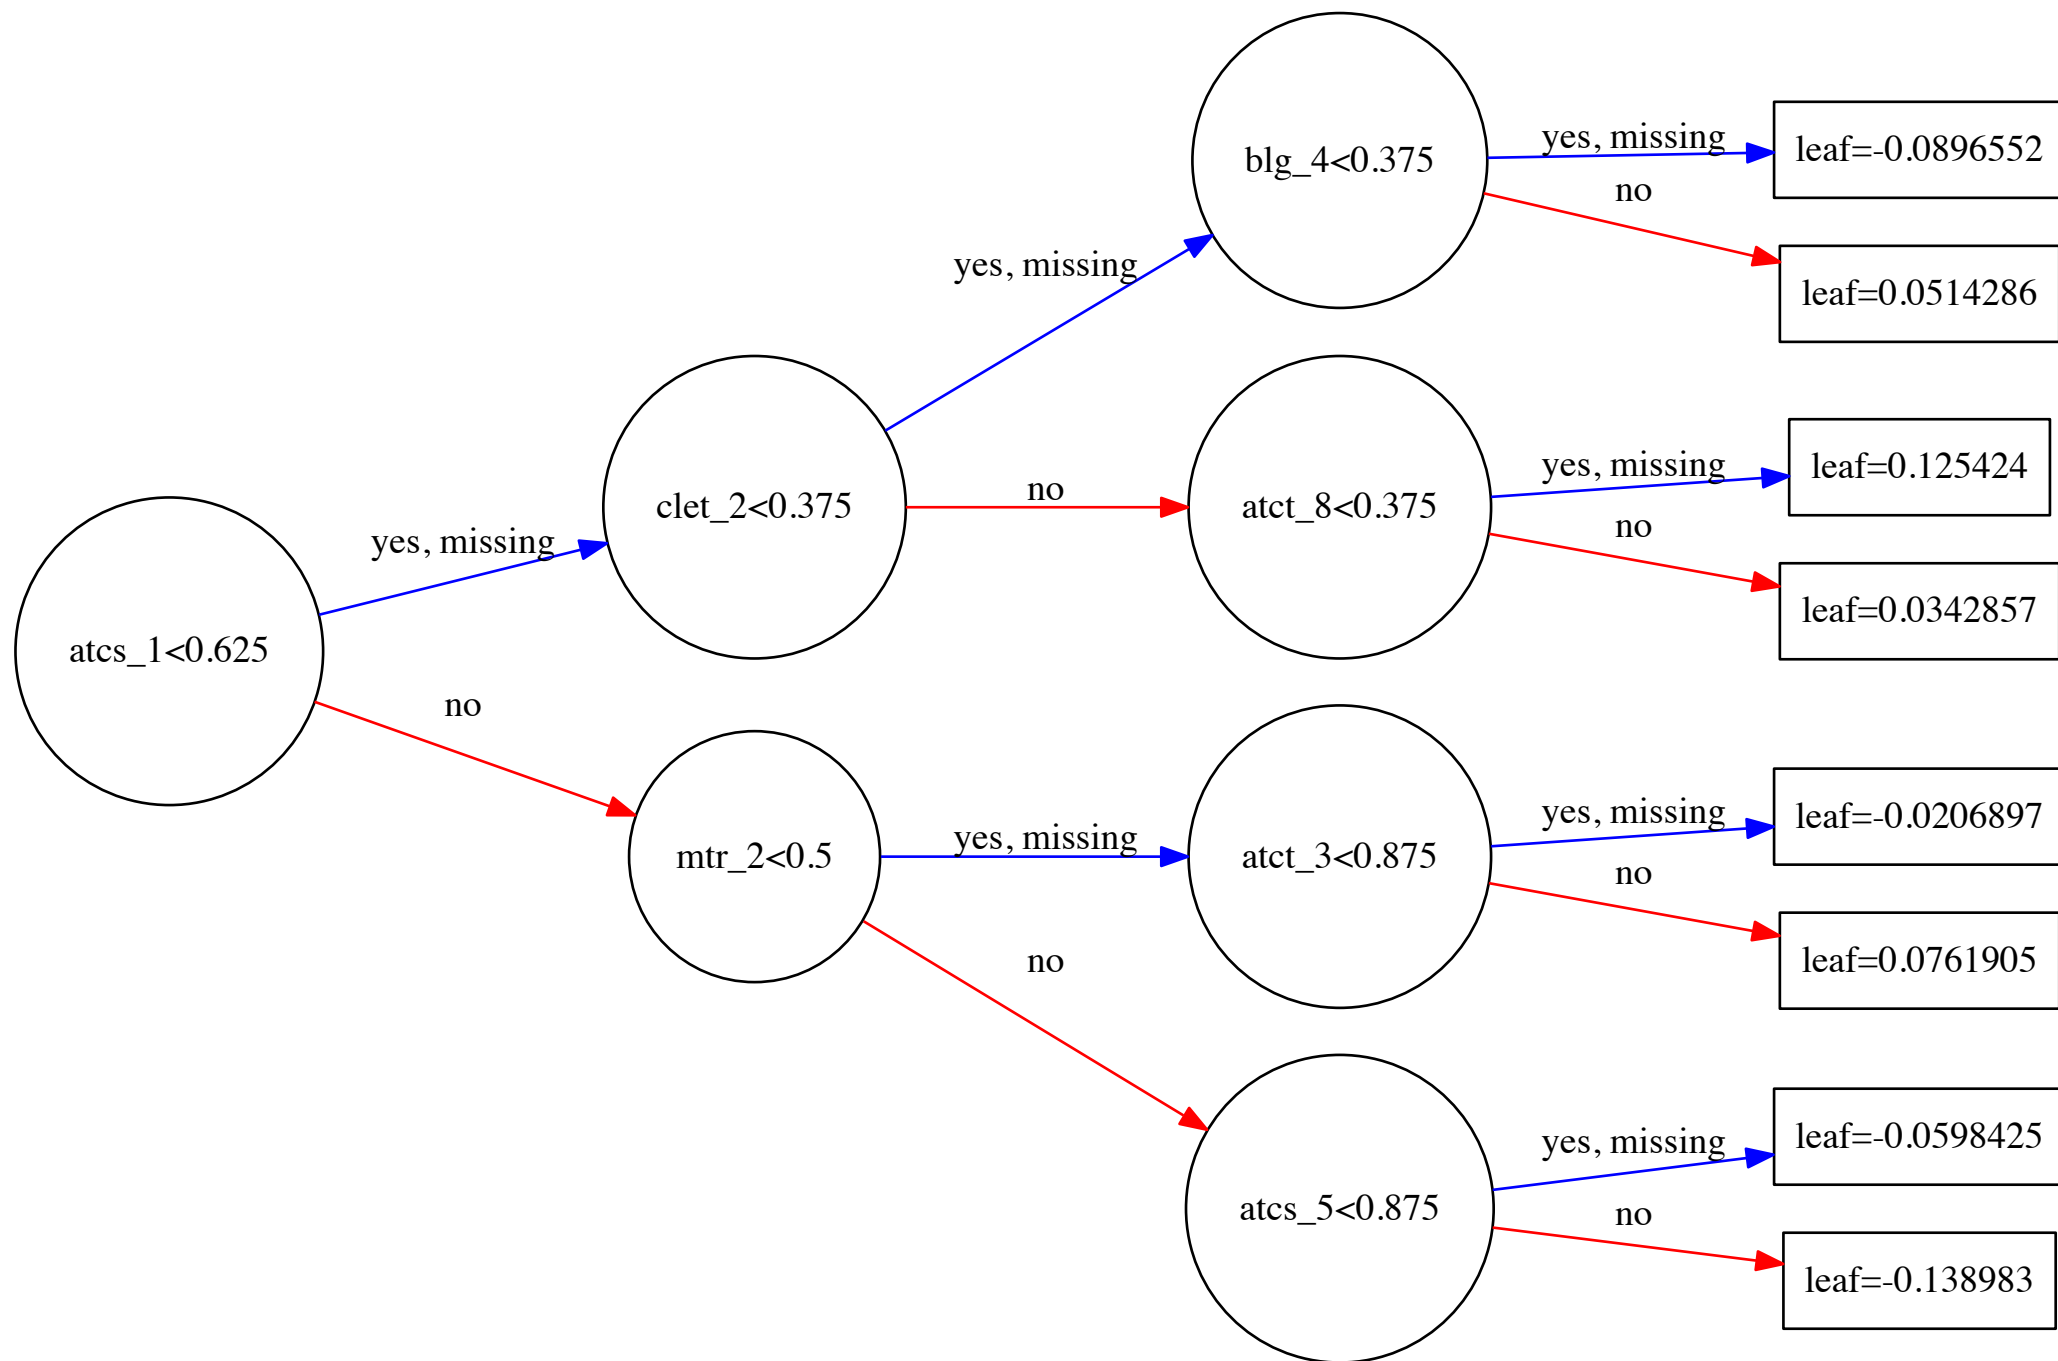 atcs_1<0.625
yes, missing
no
clet_2<0.375
yes, missing
no
mtr_2<0.5
yes, missing
no
blg_4<0.375
yes, missing
no
atct_8<0.375
yes, missing
no
atct_3<0.875
yes, missing
no
atcs_5<0.875
yes, missing
no
leaf=-0.0896552
leaf=0.0514286
leaf=0.125424
leaf=0.0342857
leaf=-0.0206897
leaf=0.0761905
leaf=-0.0598425
leaf=-0.138983